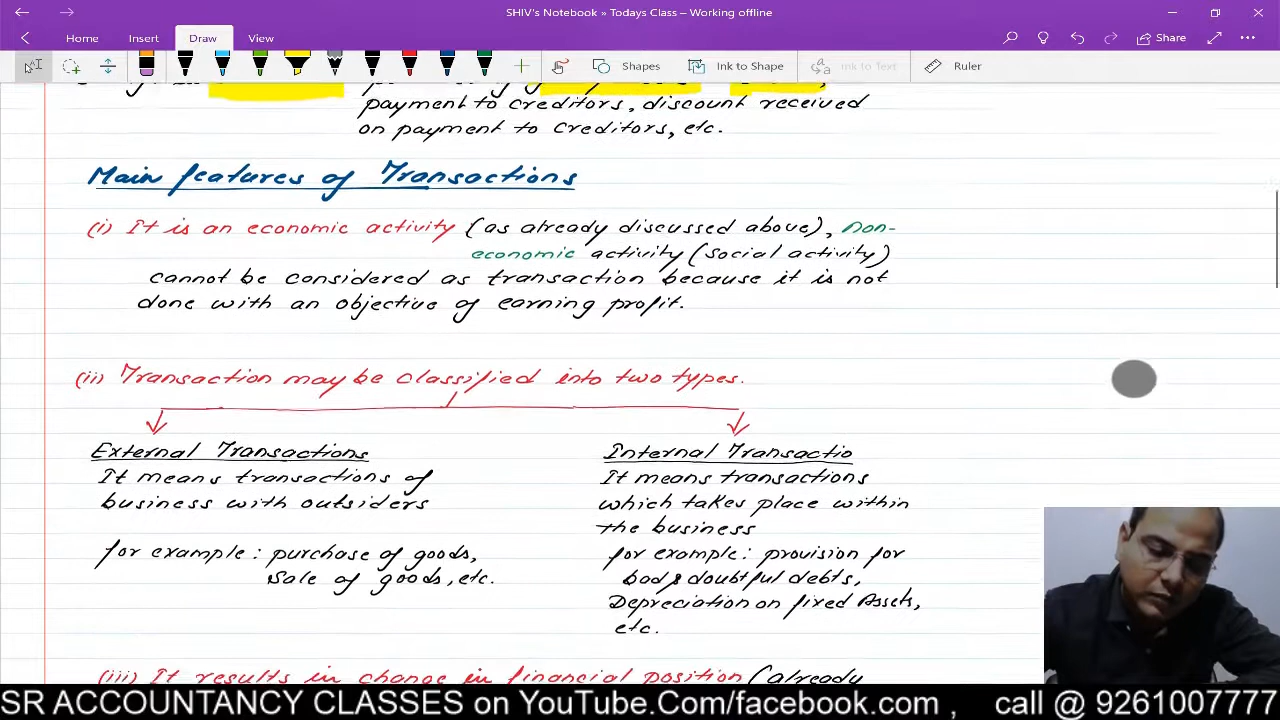 SHIV's Notebook » Todays Class – Working offline
Home Insert Draw View
Share
Shapes Ink to Shape Ink to Text Ruler
payment to creditors, discount received
on payment to creditors, etc.
Main features of Transactions
(i) It is an economic activity (as already discussed above), non-
economic activity (social activity)
cannot be considered as transaction because it is not
done with an objective of earning profit.
(ii) Transaction may be classified into two types.
External Transactions
It means transactions of
business with outsiders
for example : purchase of goods,
Sale of goods, etc.
Internal Transactio
It means transactions
which takes place within
the business
for example: provision for
bad & doubtful debts,
Depreciation on fixed Assets,
etc.
(iii) It results in change in financial position (already
SR ACCOUNTANCY CLASSES on YouTube.Com/facebook.com , call @ 9261007777